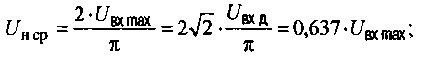 U н ср = 2·U вх max / π = 2√2 · U вх д / π = 0,637·U вх max;